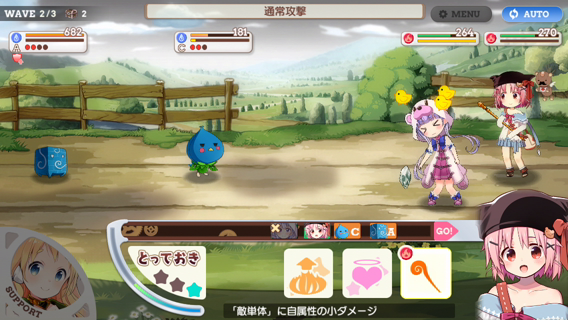 WAVE 2/3 2
通常攻撃
MENU
AUTO
682
A
181
C
264
270
C A GO!
とっておき
SUPPORT
「敵単体」に自属性の小ダメージ